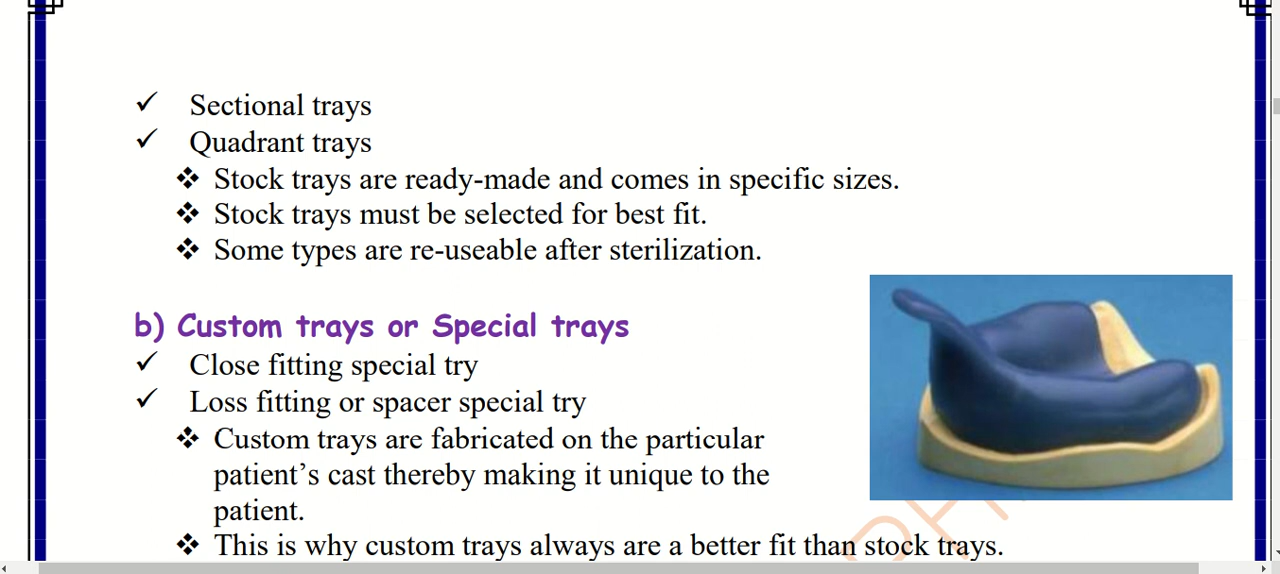 ✓ Sectional trays
✓ Quadrant trays
❖ Stock trays are ready-made and comes in specific sizes.
❖ Stock trays must be selected for best fit.
❖ Some types are re-useable after sterilization.
b) Custom trays or Special trays
✓ Close fitting special try
✓ Loss fitting or spacer special try
❖ Custom trays are fabricated on the particular
patient’s cast thereby making it unique to the
patient.
❖ This is why custom trays always are a better fit than stock trays.